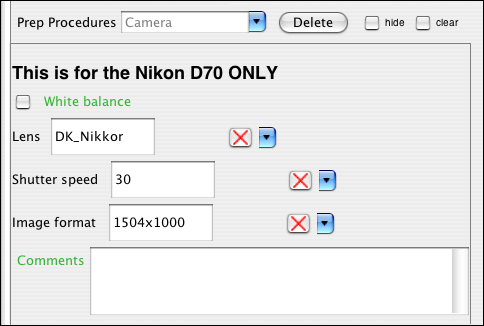 Prep Procedures Camera Delete hide clear
This is for the Nikon D70 ONLY
White balance
Lens DK_Nikkor
Shutter speed 30
Image format 1504x1000
Comments